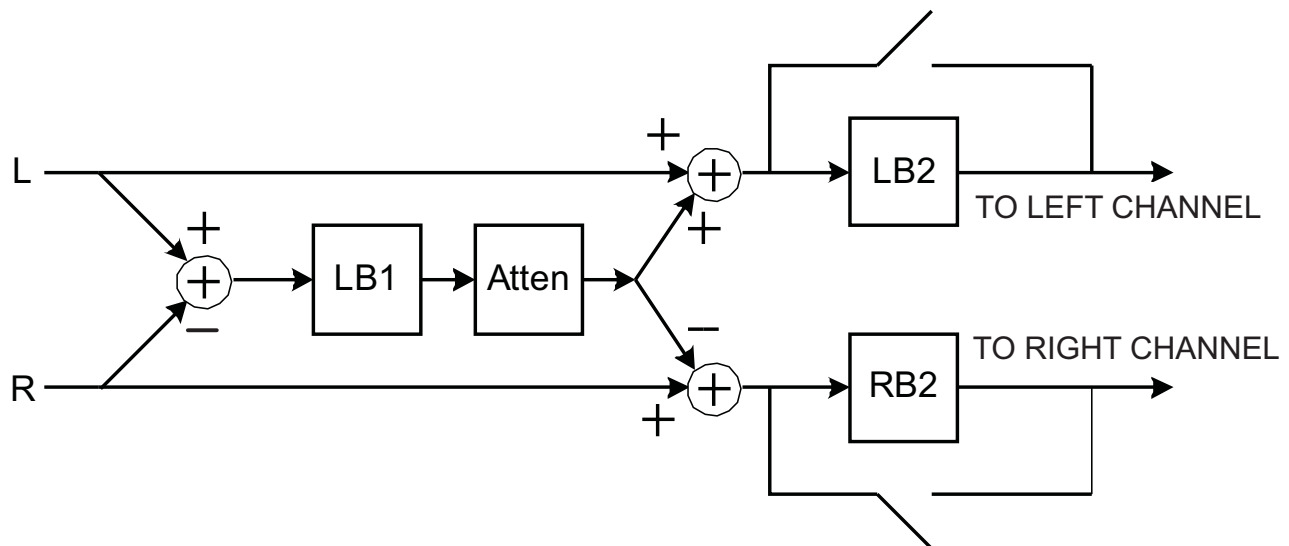 +
L
+
LB2
TO LEFT CHANNEL
+
+
+
LB1
Atten
+
−
−
TO RIGHT CHANNEL
R
+
RB2
+